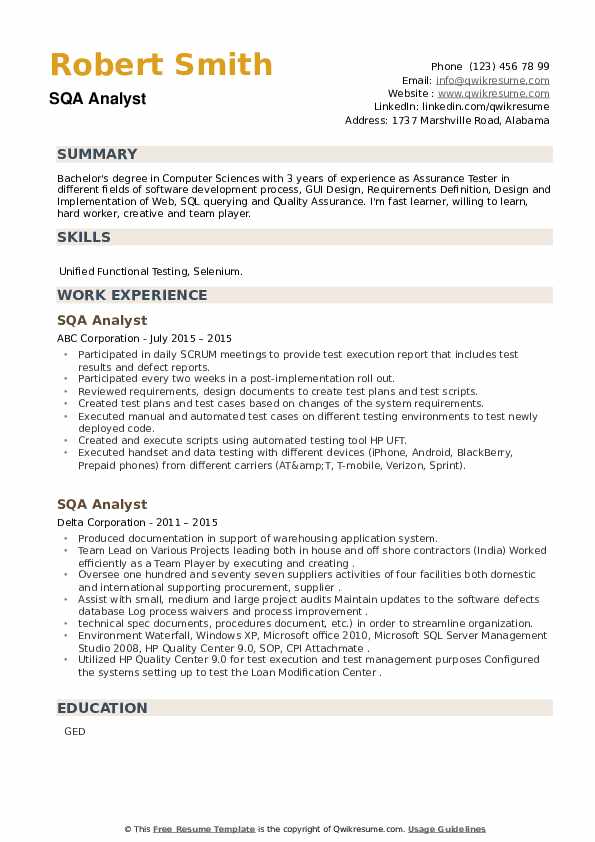 Robert Smith
SQA Analyst
Phone (123) 456 78 99
Email: info@qwikresume.com
Website : www.qwikresume.com
LinkedIn: linkedin.com/qwikresume
Address: 1737 Marshville Road, Alabama
SUMMARY
Bachelor's degree in Computer Sciences with 3 years of experience as Assurance Tester in
different fields of software development process, GUI Design, Requirements Definition, Design and
Implementation of Web, SQL querying and Quality Assurance. I'm fast learner, willing to learn,
hard worker, creative and team player.
SKILLS
Unified Functional Testing, Selenium.
WORK EXPERIENCE
SQA Analyst
ABC Corporation - July 2015 – 2015
• Participated in daily SCRUM meetings to provide test execution report that includes test
results and defect reports.
• Participated every two weeks in a post-implementation roll out.
• Reviewed requirements, design documents to create test plans and test scripts.
• Created test plans and test cases based on changes of the system requirements.
• Executed manual and automated test cases on different testing environments to test newly
deployed code.
• Created and execute scripts using automated testing tool HP UFT.
• Executed handset and data testing with different devices (iPhone, Android, BlackBerry,
Prepaid phones) from different carriers (AT&amp;T, T-mobile, Verizon, Sprint).
SQA Analyst
Delta Corporation - 2011 – 2015
• Produced documentation in support of warehousing application system.
• Team Lead on Various Projects leading both in house and off shore contractors (India) Worked
efficiently as a Team Player by executing and creating .
• Oversee one hundred and seventy seven suppliers activities of four facilities both domestic
and international supporting procurement, supplier .
• Assist with small, medium and large project audits Maintain updates to the software defects
database Log process waivers and process improvement .
• technical spec documents, procedures document, etc.) in order to streamline organization.
• Environment Waterfall, Windows XP, Microsoft office 2010, Microsoft SQL Server Management
Studio 2008, HP Quality Center 9.0, SOP, CPI Attachmate .
• Utilized HP Quality Center 9.0 for test execution and test management purposes Configured
the systems setting up to test the Loan Modification Center .
EDUCATION
GED
© This Free Resume Template is the copyright of Qwikresume.com. Usage Guidelines